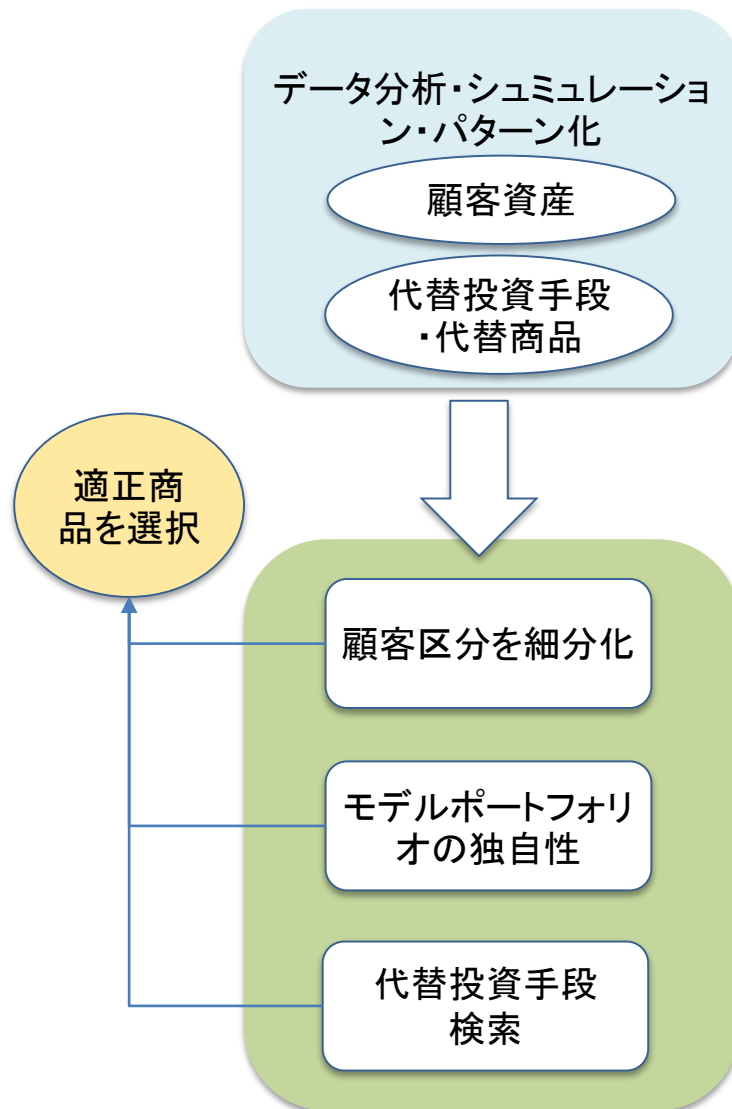 データ分析・シュミュレーショ
ン・パターン化
顧客資産
代替投資手段
・代替商品
適正商
品を選択
顧客区分を細分化
モデルポートフォリ
オの独自性
代替投資手段
検索